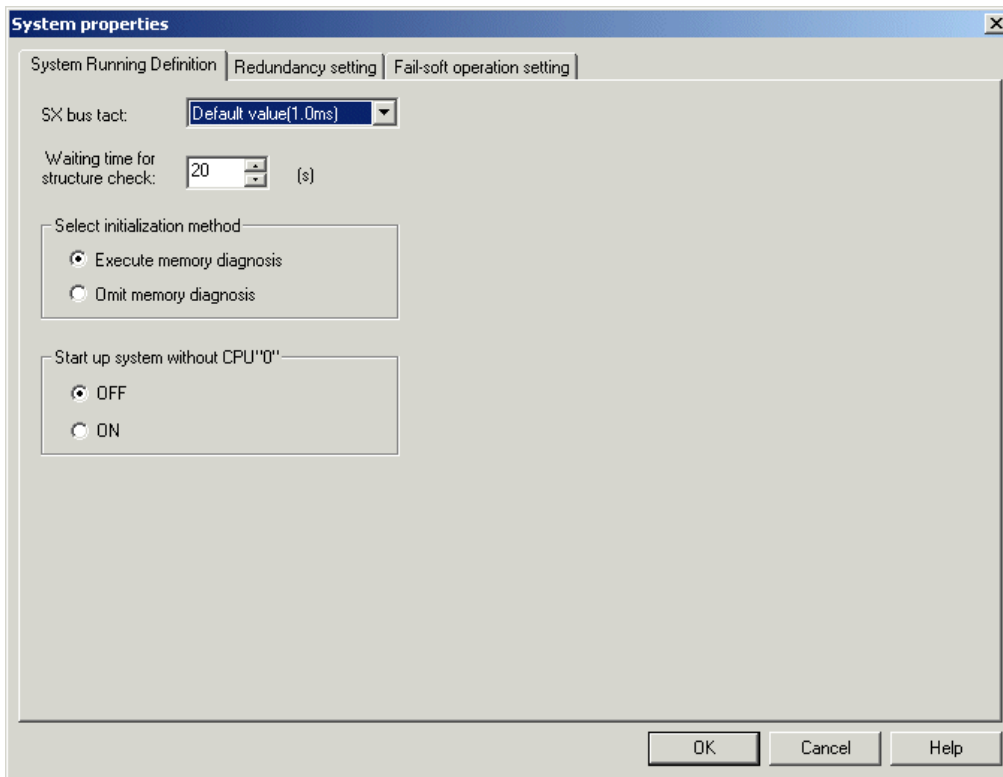 System properties
System Running Definition
Redundancy setting
Fail-soft operation setting
SX bus tact:
Default value(1.0ms)
Waiting time for
structure check:
20
(s)
Select initialization method
Execute memory diagnosis
Omit memory diagnosis
Start up system without CPU"0"
OFF
ON
OK
Cancel
Help